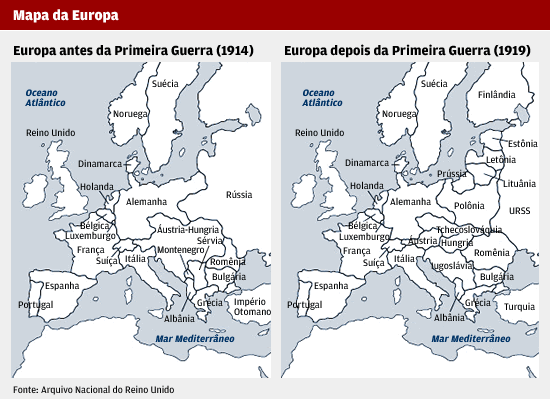 Mapa da Europa
Europa antes da Primeira Guerra (1914)
Oceano
Atlântico
Suécia
Noruega
Reino Unido
Dinamarca
Holanda
Alemanha
Rússia
Bélgica
Luxemburgo
Áustria-Hungria
França
Sérvia
Suíça
Itália
Montenegro
Romênia
Bulgária
Espanha
Portugal
Grécia
Império
Otomano
Albânia
Mar Mediterrâneo
Europa depois da Primeira Guerra (1919)
Oceano
Atlântico
Suécia
Finlândia
Noruega
Reino Unido
Estônia
Dinamarca
Letônia
Prússia
Holanda
Lituânia
Alemanha
Polônia
URSS
Bélgica
Luxemburgo
Tchecoslováquia
Áustria
Hungria
França
Suíça
Itália
Romênia
Iugoslávia
Bulgária
Espanha
Portugal
Grécia
Turquia
Albânia
Mar Mediterrâneo
Fonte: Arquivo Nacional do Reino Unido